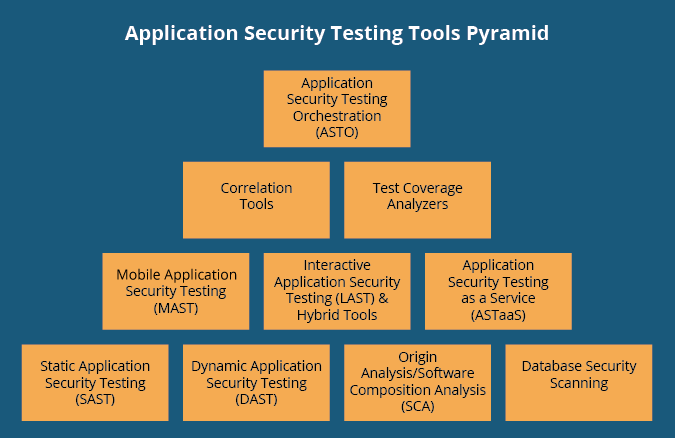 Application Security Testing Tools Pyramid
Application
Security Testing
Orchestration
(ASTO)
Correlation
Tools
Test Coverage
Analyzers
Mobile Application
Security Testing
(MAST)
Interactive
Application Security
Testing (LAST) &
Hybrid Tools
Application
Security Testing
as a Service
(ASTaaS)
Static Application
Security Testing
(SAST)
Dynamic Application
Security Testing
(DAST)
Origin
Analysis/Software
Composition Analysis
(SCA)
Database Security
Scanning